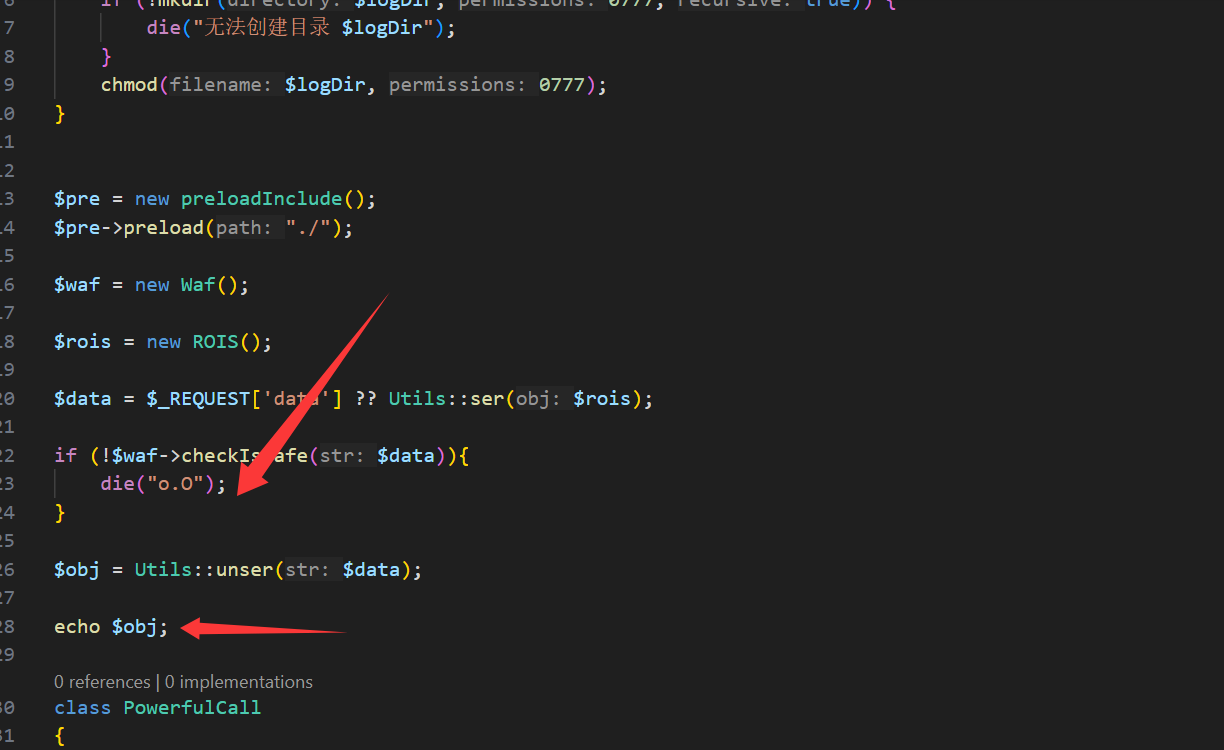 if (!mkdir(directory: $logDir, permissions: 0777, recursive: true)) {
7 die("无法创建目录 $logDir");
8 }
9 chmod(filename: $logDir, permissions: 0777);
10 }
11
12
13 $pre = new preloadInclude();
14 $pre->preload(path: "./");
15
16 $waf = new Waf();
17
18 $rois = new ROIS();
19
20 $data = $_REQUEST['data'] ?? Utils::ser(obj: $rois);
21
22 if (!$waf->checkIsSafe(str: $data)){
23 die("o.O");
24 }
25
26 $obj = Utils::unser(str: $data);
27
28 echo $obj;
29
0 references | 0 implementations
30 class PowerfulCall
31 {